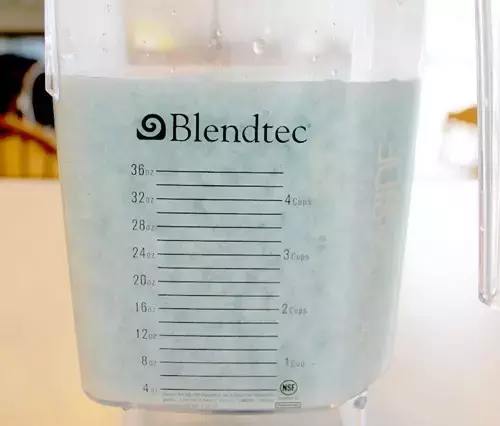 Blendtec
36oz
32oz 4 Cups
28oz
24oz 3 Cups
20oz
16oz 2 Cups
12oz
8oz 1 Cup
4oz
NSF